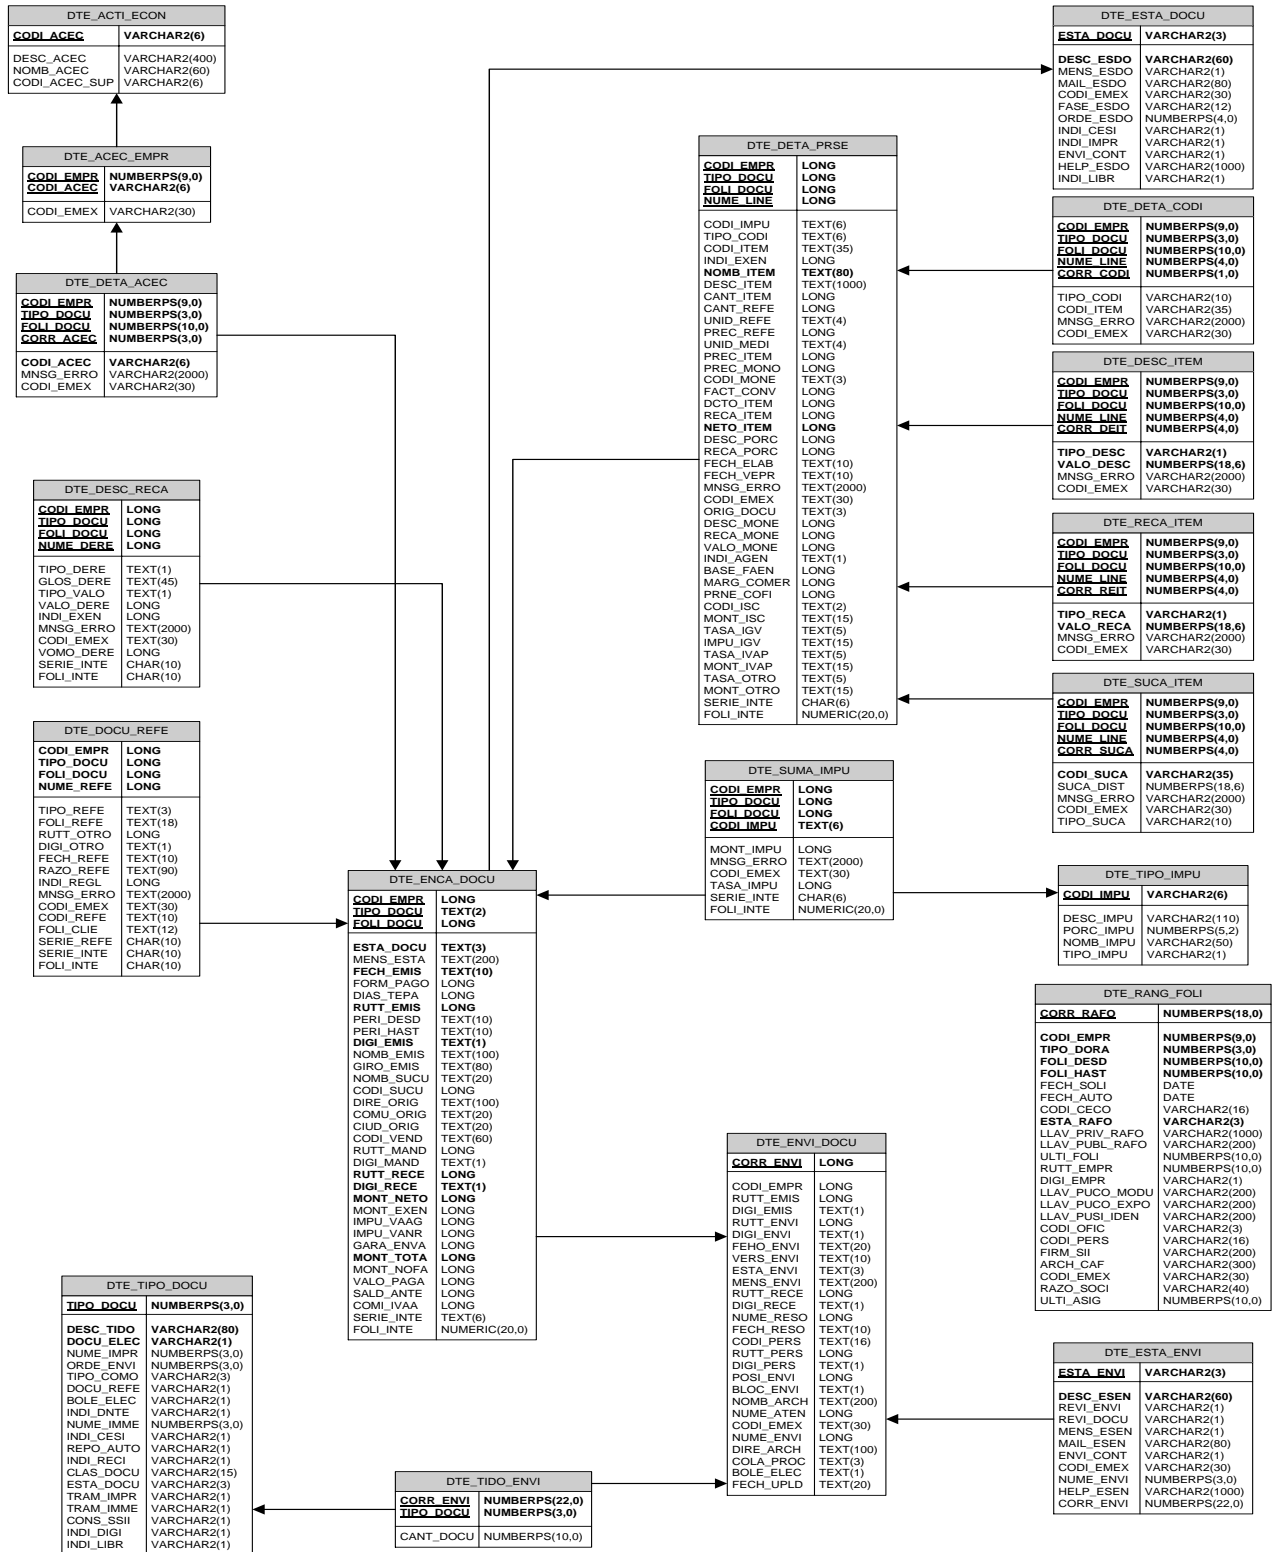 DTE_ACTI_ECON
CODI_ACEC VARCHAR2(6)
DESC_ACEC VARCHAR2(400)
NOMB_ACEC VARCHAR2(60)
CODI_ACEC_SUP VARCHAR2(6)
DTE_ACEC_EMPR
CODI_EMPR NUMBERPS(9,0)
CODI_ACEC VARCHAR2(6)
CODI_EMEX VARCHAR2(30)
DTE_DETA_ACEC
CODI_EMPR NUMBERPS(9,0)
TIPO_DOCU NUMBERPS(3,0)
FOLI_DOCU NUMBERPS(10,0)
CORR_ACEC NUMBERPS(3,0)
CODI_ACEC VARCHAR2(6)
MNSG_ERRO VARCHAR2(2000)
CODI_EMEX VARCHAR2(30)
DTE_DESC_RECA
CODI_EMPR LONG
TIPO_DOCU LONG
FOLI_DOCU LONG
NUME_DERE LONG
TIPO_DERE TEXT(1)
GLOS_DERE TEXT(45)
TIPO_VALO TEXT(1)
VALO_DERE LONG
INDI_EXEN LONG
MNSG_ERRO TEXT(2000)
CODI_EMEX TEXT(30)
VOMO_DERE LONG
SERIE_INTE CHAR(10)
FOLI_INTE CHAR(10)
DTE_DOCU_REFE
CODI_EMPR LONG
TIPO_DOCU LONG
FOLI_DOCU LONG
NUME_REFE LONG
TIPO_REFE TEXT(3)
FOLI_REFE TEXT(18)
RUTT_OTRO LONG
DIGI_OTRO TEXT(1)
FECH_REFE TEXT(10)
RAZO_REFE TEXT(90)
INDI_REGL LONG
MNSG_ERRO TEXT(2000)
CODI_EMEX TEXT(30)
CODI_REFE TEXT(10)
FOLI_CLIE TEXT(12)
SERIE_REFE CHAR(10)
SERIE_INTE CHAR(10)
FOLI_INTE CHAR(10)
DTE_TIPO_DOCU
TIPO_DOCU NUMBERPS(3,0)
DESC_TIDO VARCHAR2(80)
DOCU_ELEC VARCHAR2(1)
NUME_IMPR NUMBERPS(3,0)
ORDE_ENVI NUMBERPS(3,0)
TIPO_COMO VARCHAR2(3)
DOCU_REFE VARCHAR2(1)
BOLE_ELEC VARCHAR2(1)
INDI_DNTE VARCHAR2(1)
NUME_IMME NUMBERPS(3,0)
INDI_CESI VARCHAR2(1)
REPO_AUTO VARCHAR2(1)
INDI_RECI VARCHAR2(1)
CLAS_DOCU VARCHAR2(15)
ESTA_DOCU VARCHAR2(3)
TRAM_IMPR VARCHAR2(1)
TRAM_IMME VARCHAR2(1)
CONS_SSII VARCHAR2(1)
INDI_DIGI VARCHAR2(1)
INDI_LIBR VARCHAR2(1)
DTE_ENCA_DOCU
CODI_EMPR LONG
TIPO_DOCU TEXT(2)
FOLI_DOCU LONG
ESTA_DOCU TEXT(3)
MENS_ESTA TEXT(200)
FECH_EMIS TEXT(10)
FORM_PAGO LONG
DIAS_TEPA LONG
RUTT_EMIS LONG
PERI_DESD TEXT(10)
PERI_HAST TEXT(10)
DIGI_EMIS TEXT(1)
NOMB_EMIS TEXT(100)
GIRO_EMIS TEXT(80)
NOMB_SUCU TEXT(20)
CODI_SUCU LONG
DIRE_ORIG TEXT(100)
COMU_ORIG TEXT(20)
CIUD_ORIG TEXT(20)
CODI_VEND TEXT(60)
RUTT_MAND LONG
DIGI_MAND TEXT(1)
RUTT_RECE LONG
DIGI_RECE TEXT(1)
MONT_NETO LONG
MONT_EXEN LONG
IMPU_VAAG LONG
IMPU_VANR LONG
GARA_ENVA LONG
MONT_TOTA LONG
MONT_NOFA LONG
VALO_PAGA LONG
SALD_ANTE LONG
COMI_IVAA LONG
SERIE_INTE TEXT(6)
FOLI_INTE NUMERIC(20,0)
DTE_TIDO_ENVI
CORR_ENVI NUMBERPS(22,0)
TIPO_DOCU NUMBERPS(3,0)
CANT_DOCU NUMBERPS(10,0)
DTE_DETA_PRSE
CODI_EMPR LONG
TIPO_DOCU LONG
FOLI_DOCU LONG
NUME_LINE LONG
CODI_IMPU TEXT(6)
TIPO_CODI TEXT(6)
CODI_ITEM TEXT(35)
INDI_EXEN LONG
NOMB_ITEM TEXT(80)
DESC_ITEM TEXT(1000)
CANT_ITEM LONG
CANT_REFE LONG
UNID_REFE TEXT(4)
PREC_REFE LONG
UNID_MEDI TEXT(4)
PREC_ITEM LONG
PREC_MONO LONG
CODI_MONE TEXT(3)
FACT_CONV LONG
DCTO_ITEM LONG
RECA_ITEM LONG
NETO_ITEM LONG
DESC_PORC LONG
RECA_PORC LONG
FECH_ELAB TEXT(10)
FECH_VEPR TEXT(10)
MNSG_ERRO TEXT(2000)
CODI_EMEX TEXT(30)
ORIG_DOCU TEXT(3)
DESC_MONE LONG
RECA_MONE LONG
VALO_MONE LONG
INDI_AGEN TEXT(1)
BASE_FAEN LONG
MARG_COMER LONG
PRNE_COFI LONG
CODI_ISC TEXT(2)
MONT_ISC TEXT(15)
TASA_IGV TEXT(5)
IMPU_IGV TEXT(15)
TASA_IVAP TEXT(5)
MONT_IVAP TEXT(15)
TASA_OTRO TEXT(5)
MONT_OTRO TEXT(15)
SERIE_INTE CHAR(6)
FOLI_INTE NUMERIC(20,0)
DTE_SUMA_IMPU
CODI_EMPR LONG
TIPO_DOCU LONG
FOLI_DOCU LONG
CODI_IMPU TEXT(6)
MONT_IMPU LONG
MNSG_ERRO TEXT(2000)
CODI_EMEX TEXT(30)
TASA_IMPU LONG
SERIE_INTE CHAR(6)
FOLI_INTE NUMERIC(20,0)
DTE_ENVI_DOCU
CORR_ENVI LONG
CODI_EMPR LONG
RUTT_EMIS LONG
DIGI_EMIS TEXT(1)
RUTT_ENVI LONG
DIGI_ENVI TEXT(1)
FEHO_ENVI TEXT(20)
VERS_ENVI TEXT(10)
ESTA_ENVI TEXT(3)
MENS_ENVI TEXT(200)
RUTT_RECE LONG
DIGI_RECE TEXT(1)
NUME_RESO LONG
FECH_RESO TEXT(10)
CODI_PERS TEXT(16)
RUTT_PERS LONG
DIGI_PERS TEXT(1)
POSI_ENVI LONG
BLOC_ENVI TEXT(1)
NOMB_ARCH TEXT(200)
NUME_ATEN LONG
CODI_EMEX TEXT(30)
NUME_ENVI LONG
DIRE_ARCH TEXT(100)
COLA_PROC TEXT(3)
BOLE_ELEC TEXT(1)
FECH_UPLD TEXT(20)
DTE_ESTA_DOCU
ESTA_DOCU VARCHAR2(3)
DESC_ESDO VARCHAR2(60)
MENS_ESDO VARCHAR2(1)
MAIL_ESDO VARCHAR2(80)
CODI_EMEX VARCHAR2(30)
FASE_ESDO VARCHAR2(12)
ORDE_ESDO NUMBERPS(4,0)
INDI_CESI VARCHAR2(1)
INDI_IMPR VARCHAR2(1)
ENVI_CONT VARCHAR2(1)
HELP_ESDO VARCHAR2(1000)
INDI_LIBR VARCHAR2(1)
DTE_DETA_CODI
CODI_EMPR NUMBERPS(9,0)
TIPO_DOCU NUMBERPS(3,0)
FOLI_DOCU NUMBERPS(10,0)
NUME_LINE NUMBERPS(4,0)
CORR_CODI NUMBERPS(1,0)
TIPO_CODI VARCHAR2(10)
CODI_ITEM VARCHAR2(35)
MNSG_ERRO VARCHAR2(2000)
CODI_EMEX VARCHAR2(30)
DTE_DESC_ITEM
CODI_EMPR NUMBERPS(9,0)
TIPO_DOCU NUMBERPS(3,0)
FOLI_DOCU NUMBERPS(10,0)
NUME_LINE NUMBERPS(4,0)
CORR_DEIT NUMBERPS(4,0)
TIPO_DESC VARCHAR2(1)
VALO_DESC NUMBERPS(18,6)
MNSG_ERRO VARCHAR2(2000)
CODI_EMEX VARCHAR2(30)
DTE_RECA_ITEM
CODI_EMPR NUMBERPS(9,0)
TIPO_DOCU NUMBERPS(3,0)
FOLI_DOCU NUMBERPS(10,0)
NUME_LINE NUMBERPS(4,0)
CORR_REIT NUMBERPS(4,0)
TIPO_RECA VARCHAR2(1)
VALO_RECA NUMBERPS(18,6)
MNSG_ERRO VARCHAR2(2000)
CODI_EMEX VARCHAR2(30)
DTE_SUCA_ITEM
CODI_EMPR NUMBERPS(9,0)
TIPO_DOCU NUMBERPS(3,0)
FOLI_DOCU NUMBERPS(10,0)
NUME_LINE NUMBERPS(4,0)
CORR_SUCA NUMBERPS(4,0)
CODI_SUCA VARCHAR2(35)
SUCA_DIST NUMBERPS(18,6)
MNSG_ERRO VARCHAR2(2000)
CODI_EMEX VARCHAR2(30)
TIPO_SUCA VARCHAR2(10)
DTE_TIPO_IMPU
CODI_IMPU VARCHAR2(6)
DESC_IMPU VARCHAR2(110)
PORC_IMPU NUMBERPS(5,2)
NOMB_IMPU VARCHAR2(50)
TIPO_IMPU VARCHAR2(1)
DTE_RANG_FOLI
CORR_RAFO NUMBERPS(18,0)
CODI_EMPR NUMBERPS(9,0)
TIPO_DORA NUMBERPS(3,0)
FOLI_DESD NUMBERPS(10,0)
FOLI_HAST NUMBERPS(10,0)
FECH_SOLI DATE
FECH_AUTO DATE
CODI_CECO VARCHAR2(16)
ESTA_RAFO VARCHAR2(3)
LLAV_PRIV_RAFO VARCHAR2(1000)
LLAV_PUBL_RAFO VARCHAR2(200)
ULTI_FOLI NUMBERPS(10,0)
RUTT_EMPR NUMBERPS(10,0)
DIGI_EMPR VARCHAR2(1)
LLAV_PUCO_MODU VARCHAR2(200)
LLAV_PUCO_EXPO VARCHAR2(200)
LLAV_PUSI_IDEN VARCHAR2(200)
CODI_OFIC VARCHAR2(3)
CODI_PERS VARCHAR2(16)
FIRM_SII VARCHAR2(200)
ARCH_CAF VARCHAR2(300)
CODI_EMEX VARCHAR2(30)
RAZO_SOCI VARCHAR2(40)
ULTI_ASIG NUMBERPS(10,0)
DTE_ESTA_ENVI
ESTA_ENVI VARCHAR2(3)
DESC_ESEN VARCHAR2(60)
REVI_ENVI VARCHAR2(1)
REVI_DOCU VARCHAR2(1)
MENS_ESEN VARCHAR2(1)
MAIL_ESEN VARCHAR2(80)
ENVI_CONT VARCHAR2(1)
CODI_EMEX VARCHAR2(30)
NUME_ENVI NUMBERPS(3,0)
HELP_ESEN VARCHAR2(1000)
CORR_ENVI NUMBERPS(22,0)